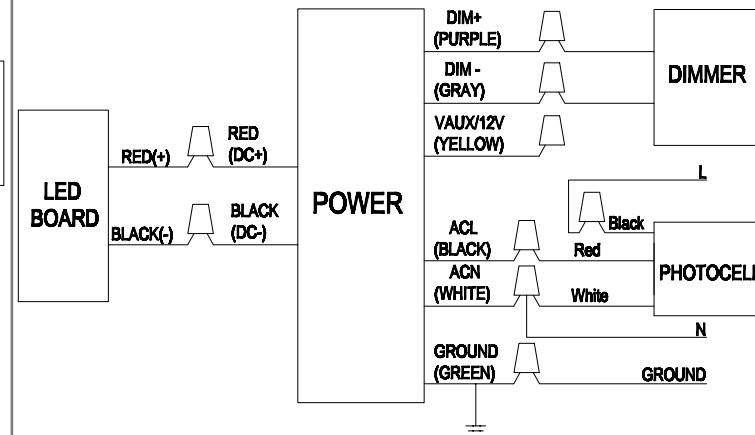 LED
BOARD
RED(+)
RED
(DC+)
BLACK(-)
BLACK
(DC-)
POWER
DIM+
(PURPLE)
DIM -
(GRAY)
VAUX/12V
(YELLOW)
DIMMER
L
Black
ACL
(BLACK)
Red
ACN
(WHITE)
White
PHOTOCELL
N
GROUND
(GREEN)
GROUND